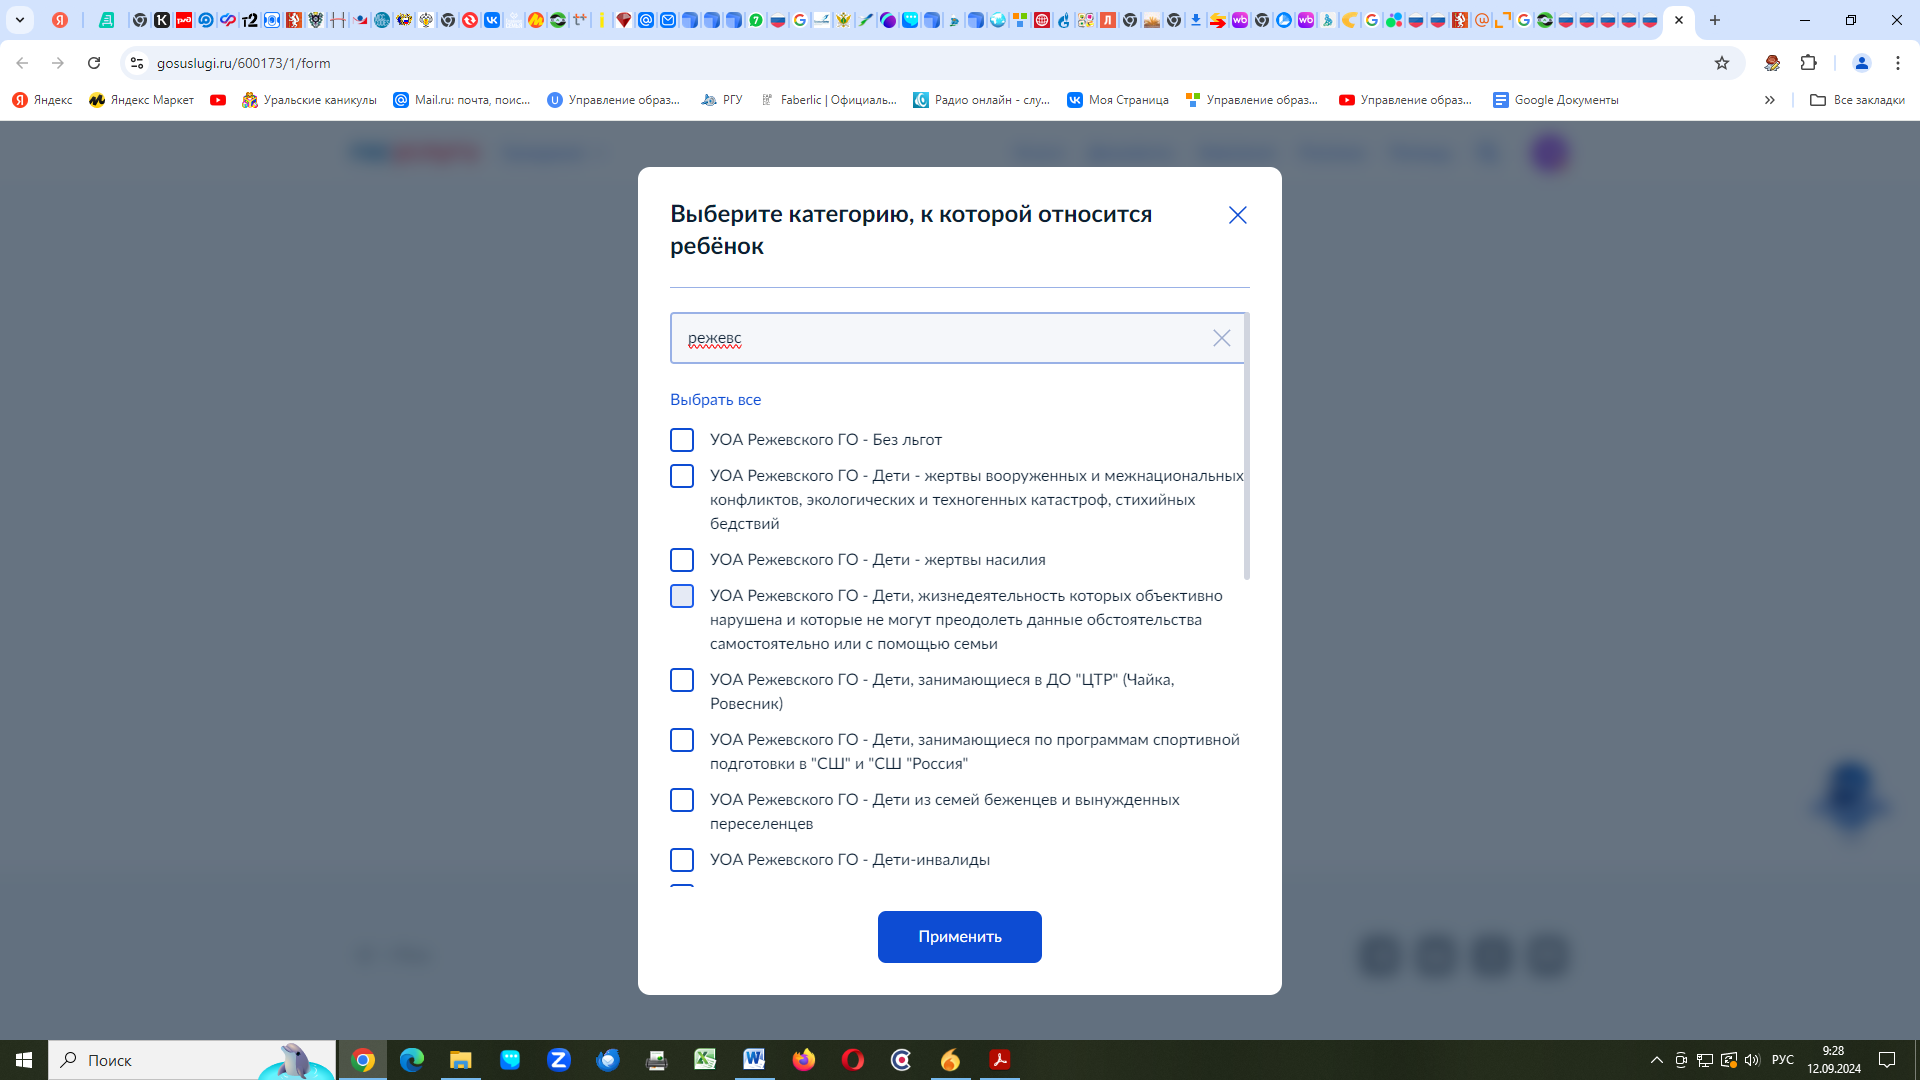 gosuslugi.ru/600173/1/form
Яндекс
Яндекс Маркет
Уральские каникулы
Mail.ru: почта, поис...
Управление образ...
РГУ
Faberlic | Официаль...
Радио онлайн - слу...
Моя Страница
Управление образ...
Управление образ...
Google Документы
Все закладки
Выберите категорию, к которой относится
ребёнок
режевс
Выбрать все
УОА Режевского ГО - Без льгот
УОА Режевского ГО - Дети - жертвы вооруженных и межнациональных
конфликтов, экологических и техногенных катастроф, стихийных
бедствий
УОА Режевского ГО - Дети - жертвы насилия
УОА Режевского ГО - Дети, жизнедеятельность которых объективно
нарушена и которые не могут преодолеть данные обстоятельства
самостоятельно или с помощью семьи
УОА Режевского ГО - Дети, занимающиеся в ДО "ЦТР" (Чайка,
Ровесник)
УОА Режевского ГО - Дети, занимающиеся по программам спортивной
подготовки в "СШ" и "СШ "Россия"
УОА Режевского ГО - Дети из семей беженцев и вынужденных
переселенцев
УОА Режевского ГО - Дети-инвалиды
Применить
Поиск
РУС
9:28
12.09.2024